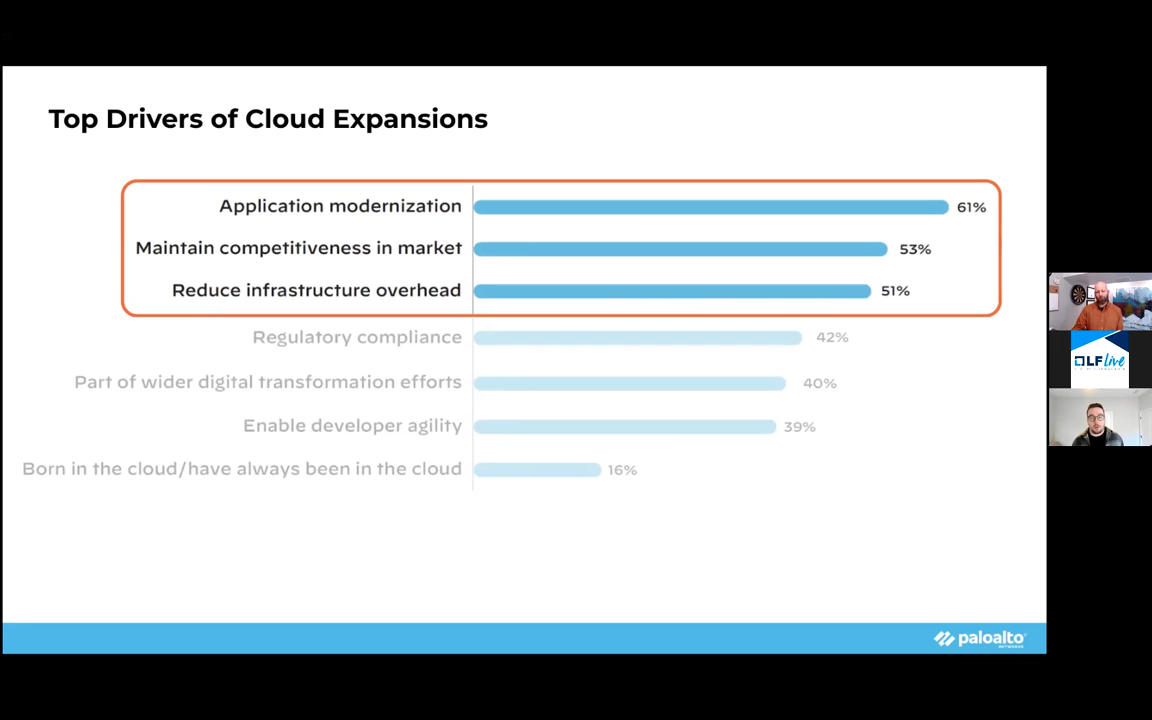 Top Drivers of Cloud Expansions
Application modernization 61%
Maintain competitiveness in market 53%
Reduce infrastructure overhead 51%
Regulatory compliance 42%
Part of wider digital transformation efforts 40%
Enable developer agility 39%
Born in the cloud/have always been in the cloud 16%
LF live
paloalto
NETWORKS